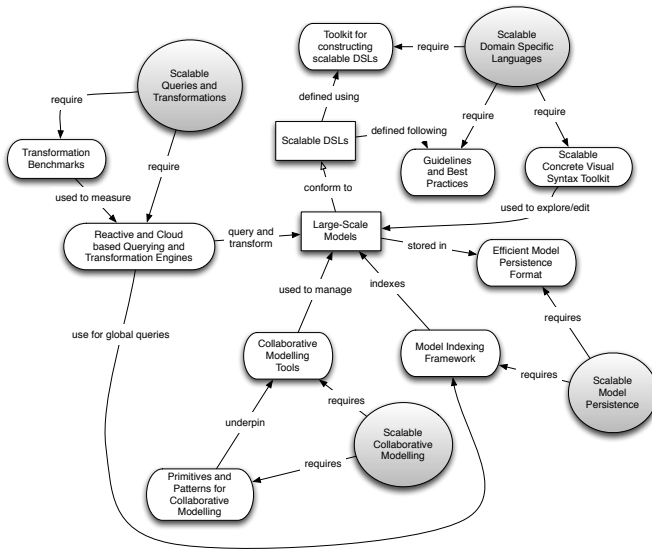 Toolkit for
constructing
scalable DSLs
require
Scalable
Domain Specific
Languages
Scalable
Queries and
Transformations
require
defined using
require
require
Transformation
Benchmarks
require
Scalable DSLs
defined following
Guidelines
and Best
Practices
Scalable
Concrete Visual
Syntax Toolkit
used to measure
conform to
used to explore/edit
Reactive and Cloud
based Querying and
Transformation Engines
query and
transform
Large-Scale
Models
stored in
Efficient Model
Persistence
Format
used to manage
indexes
use for global queries
requires
Collaborative
Modelling
Tools
Model Indexing
Framework
requires
Scalable
Model
Persistence
requires
underpin
Scalable
Collaborative
Modelling
requires
Primitives and
Patterns for
Collaborative
Modelling